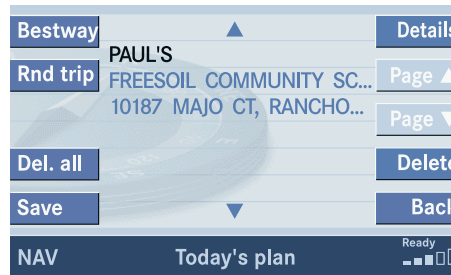 Bestway
Details
PAUL'S
Rnd trip
FREESOIL COMMUNITY SC...
Page
10187 MAJO CT, RANCHO...
Page
Del. all
Delete
Save
Back
NAV
Today's plan
Ready